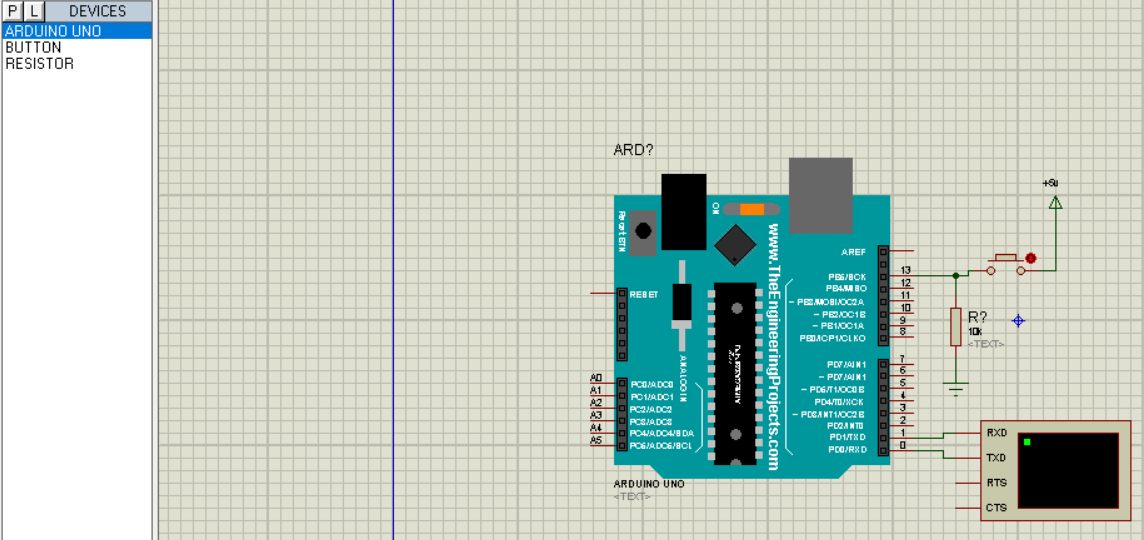 P L DEVICES
ARDUINO UNO
BUTTON
RESISTOR
ARD?
Reset BTN
ON
www.TheEngineeringProjects.com
RESET
ANALOG IN
A0 PC0/ADC0
A1 PC1/ADC1
A2 PC2/ADC2
A3 PC3/ADC3
A4 PC4/ADC4/SDA
A5 PC5/ADC5/SCL
AREF
PB5/SCK 13
PB4/MISO 12
~ PB3/MOSI/OC2A 11
~ PB2/OC1B 10
~ PB1/OC1A 9
PB0/ICP1/CLKO 8
PD7/AIN1 7
~ PD7/AIN1 6
~ PD6/T1/OC0B 5
PD4/T0/XCK 4
~ PD3/INT1/OC2B 3
PD2/INT0 2
PD1/TXD 1
PD0/RXD 0
ARDUINO UNO
<TEXT>
+5v
R?
10k
<TEXT>
RXD
TXD
RTS
CTS